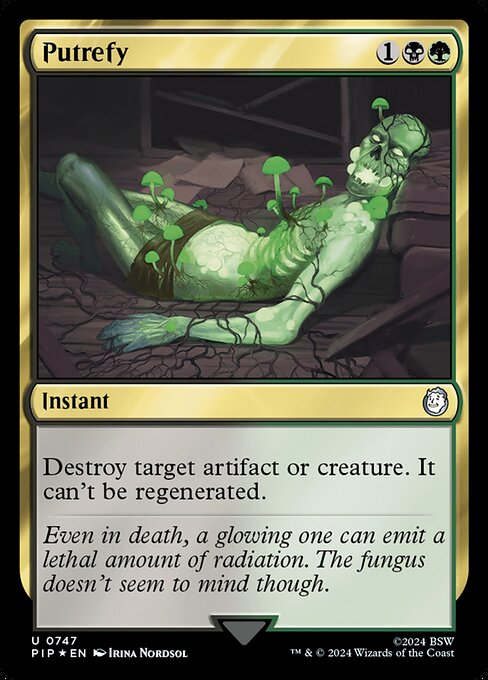 Putrefy 1
Instant
Destroy target artifact or creature. It
can't be regenerated.
Even in death, a glowing one can emit a
lethal amount of radiation. The fungus
doesn't seem to mind though.
U 0747 ©2024 BSW
PIP★EN Irina Nordsol ™ & © 2024 Wizards of the Coast